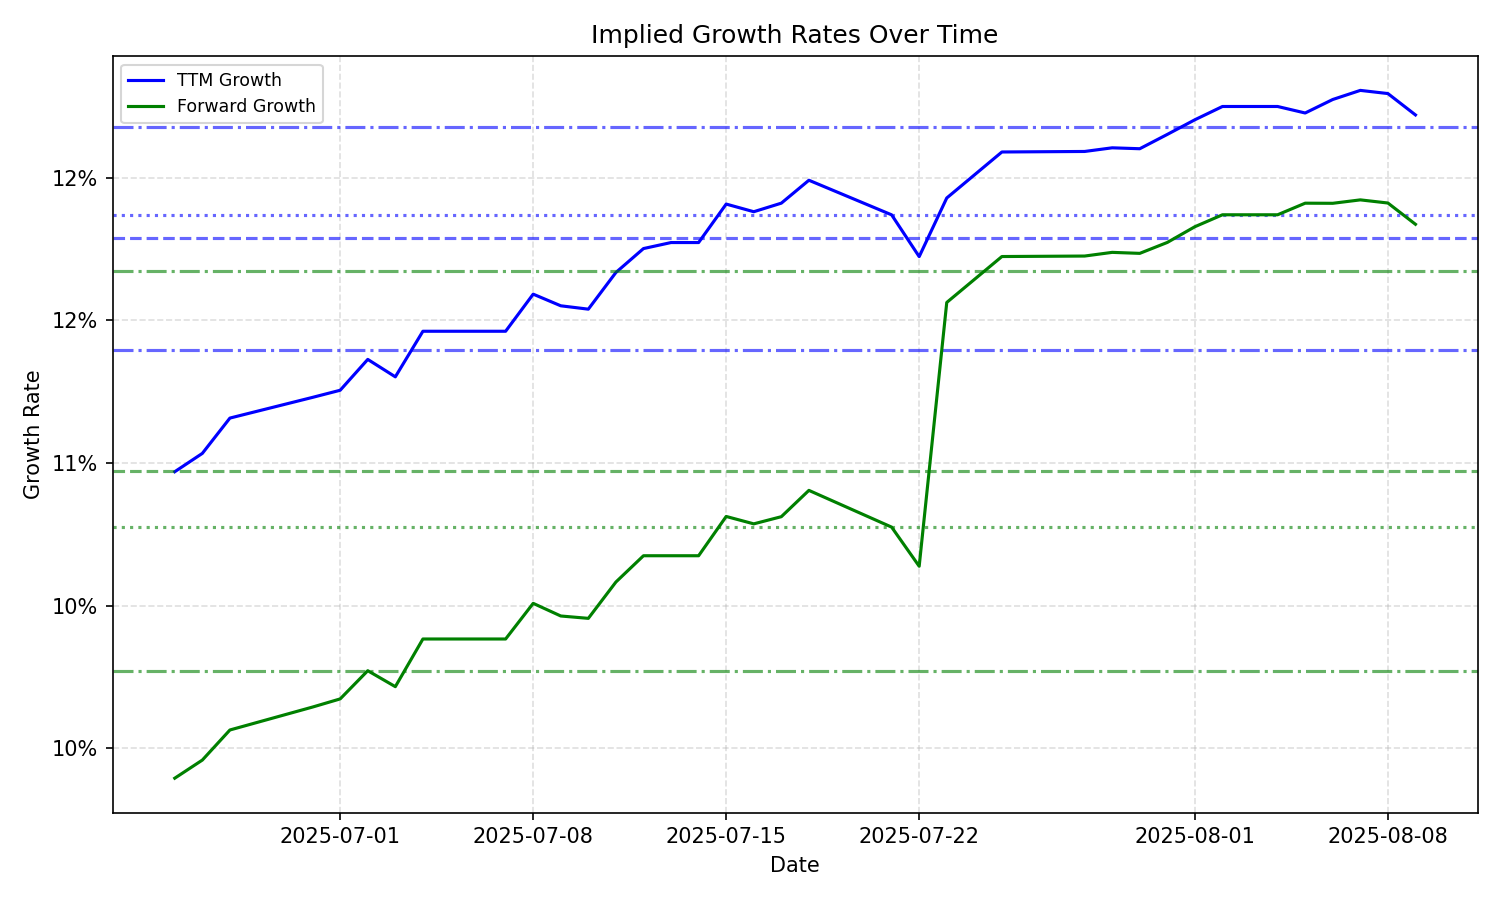 Implied Growth Rates Over Time
TTM Growth
Forward Growth
12%
12%
11%
10%
10%
Growth Rate
2025-07-01
2025-07-08
2025-07-15
2025-07-22
2025-08-01
2025-08-08
Date